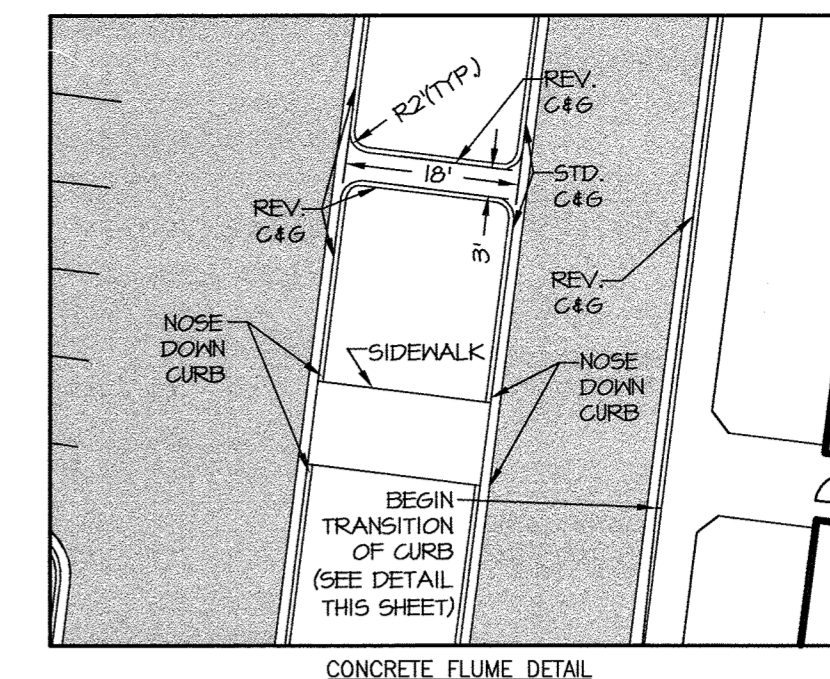 R2'(TYP.)
REV.
C&G
18'
STD.
C&G
REV.
C&G
3'
REV.
C&G
NOSE
DOWN
CURB
SIDEWALK
NOSE
DOWN
CURB
BEGIN
TRANSITION
OF CURB
(SEE DETAIL
THIS SHEET)
CONCRETE FLUME DETAIL